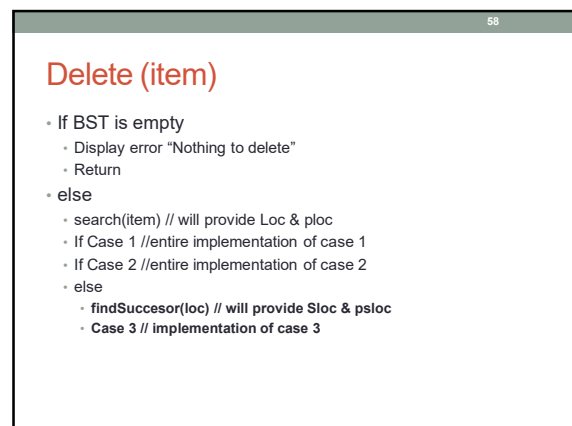 58
Delete (item)
• If BST is empty
• Display error “Nothing to delete”
• Return
• else
• search(item) // will provide Loc & ploc
• If Case 1 //entire implementation of case 1
• If Case 2 //entire implementation of case 2
• else
• findSuccesor(loc) // will provide Sloc & psloc
• Case 3 // implementation of case 3